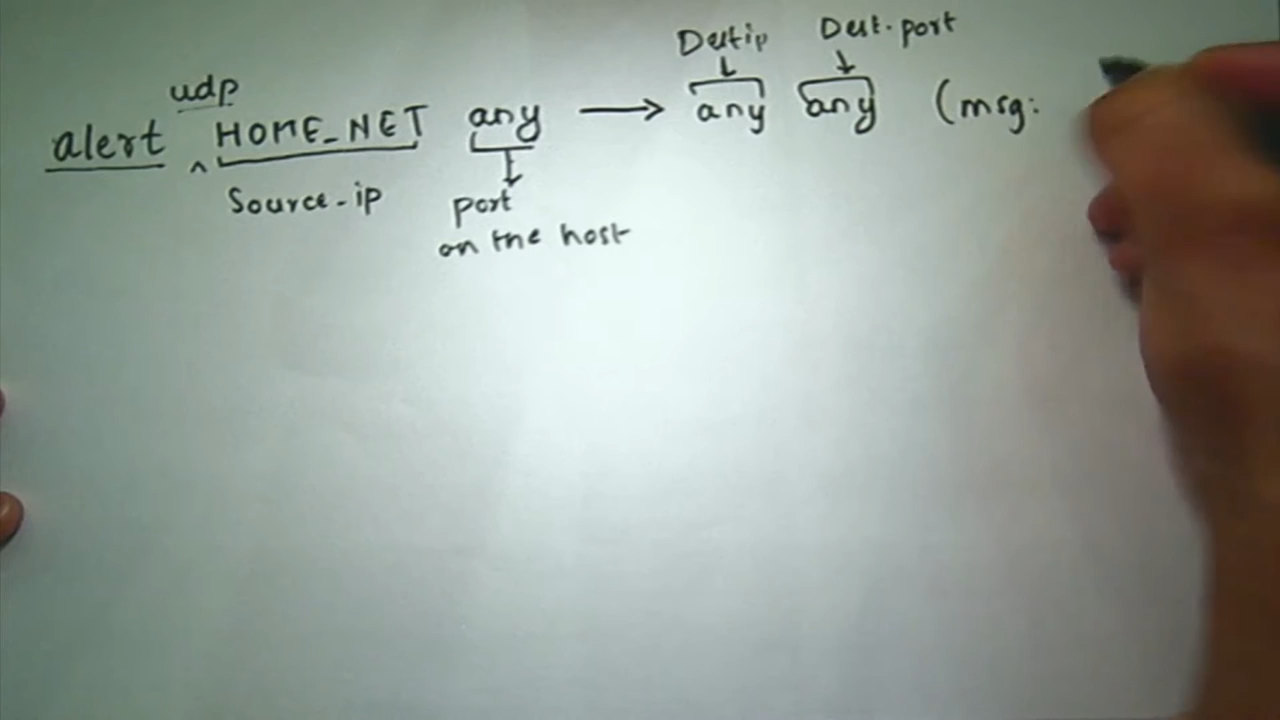 Dest ip Dest. port
udp
alert ^ HOME_NET any → any any (msg:
Source-ip port
on the host